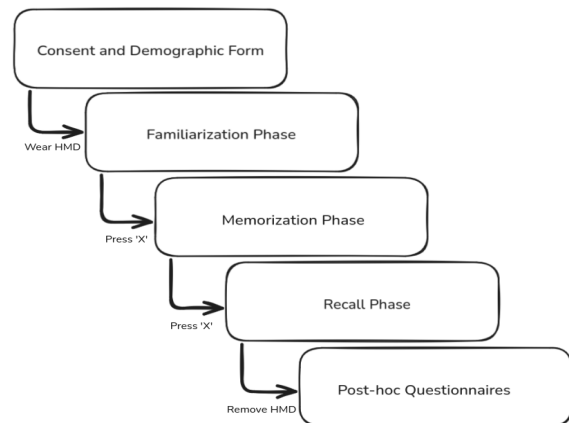 Consent and Demographic Form
Wear HMD
Familiarization Phase
Press 'X'
Memorization Phase
Press 'X'
Recall Phase
Remove HMD
Post-hoc Questionnaires